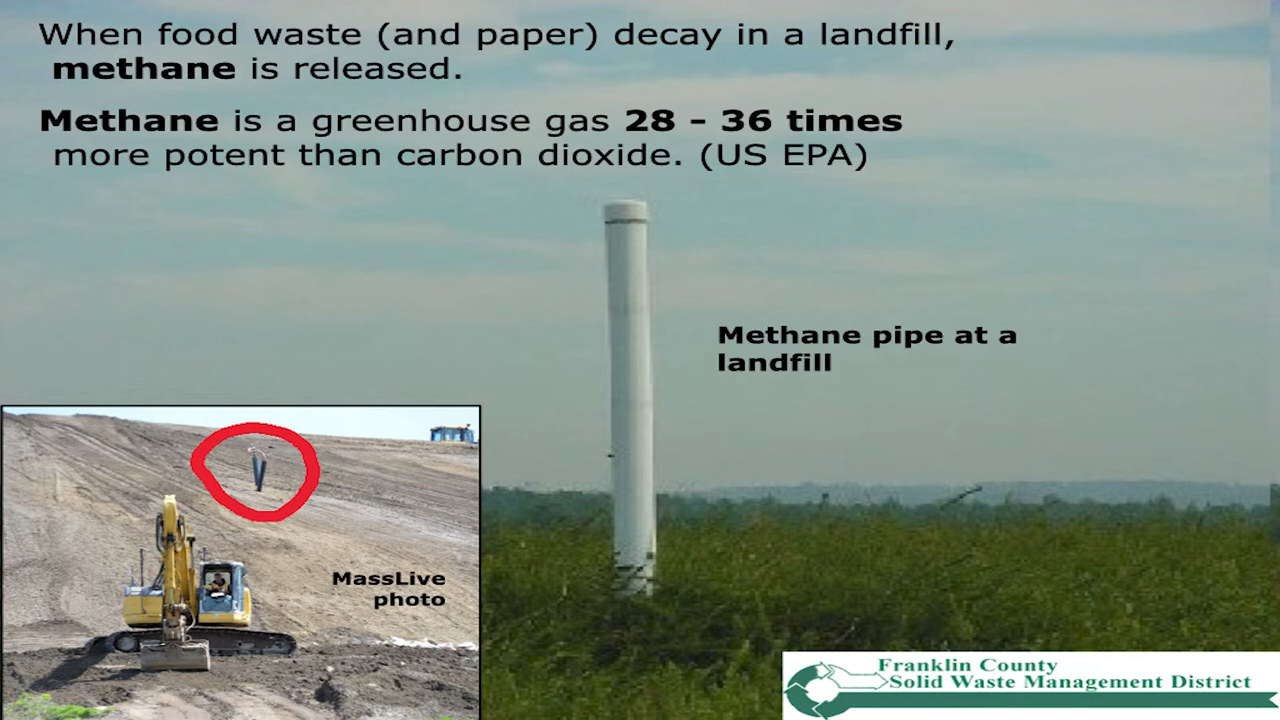 When food waste (and paper) decay in a landfill,
methane is released.
Methane is a greenhouse gas 28 - 36 times
more potent than carbon dioxide. (US EPA)
Methane pipe at a
landfill
MassLive
photo
Franklin County
Solid Waste Management District